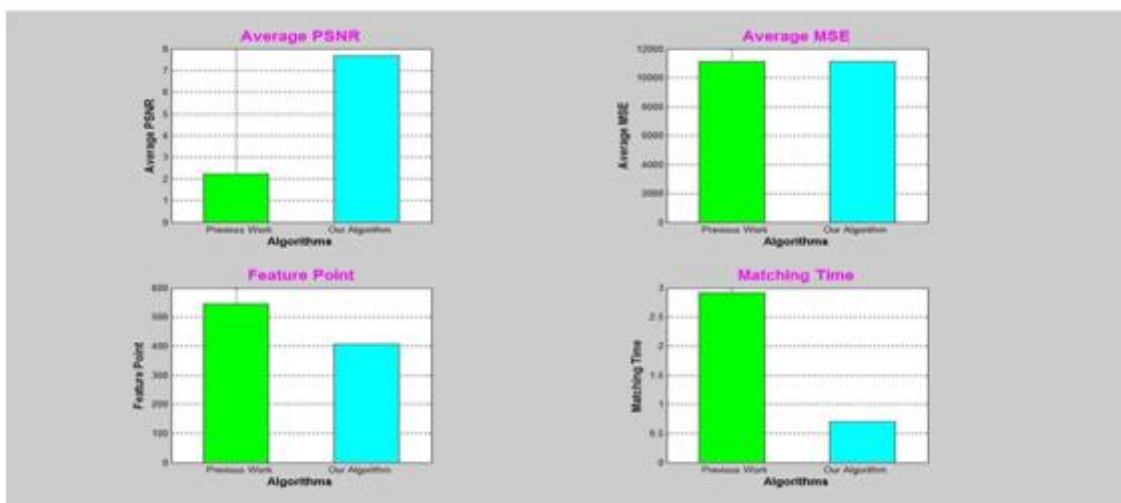 Average PSNR
8
7
6
5
4
3
2
1
0
Average PSNR
Previous Work
Our Algorithm
Algorithms
Average MSE
12000
10000
8000
6000
4000
2000
0
Average MSE
Previous Work
Our Algorithm
Algorithms
Feature Point
600
500
400
300
200
100
0
Feature Point
Previous Work
Our Algorithm
Algorithms
Matching Time
3
2.5
2
1.5
1
0.5
0
Matching Time
Previous Work
Our Algorithm
Algorithms